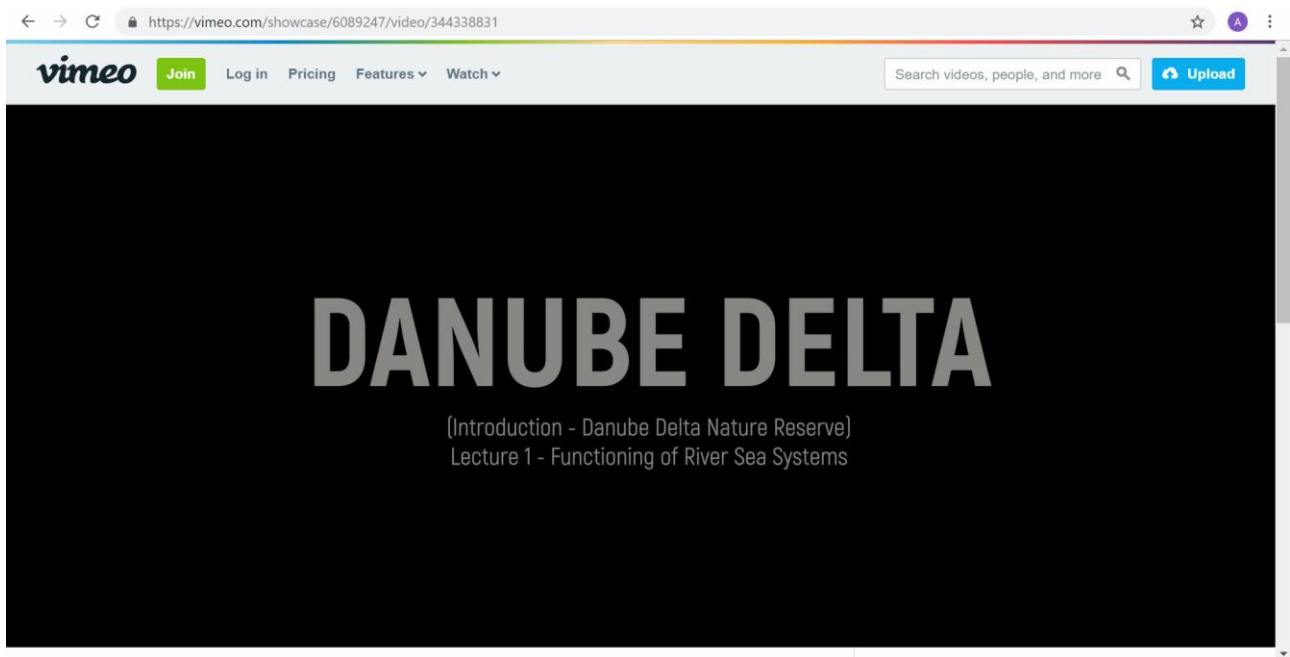 https://vimeo.com/showcase/6089247/video/344338831
A
vimeo Join Log in Pricing Features Watch Search videos, people, and more Upload
DANUBE DELTA
(Introduction - Danube Delta Nature Reserve)
Lecture 1 - Functioning of River Sea Systems